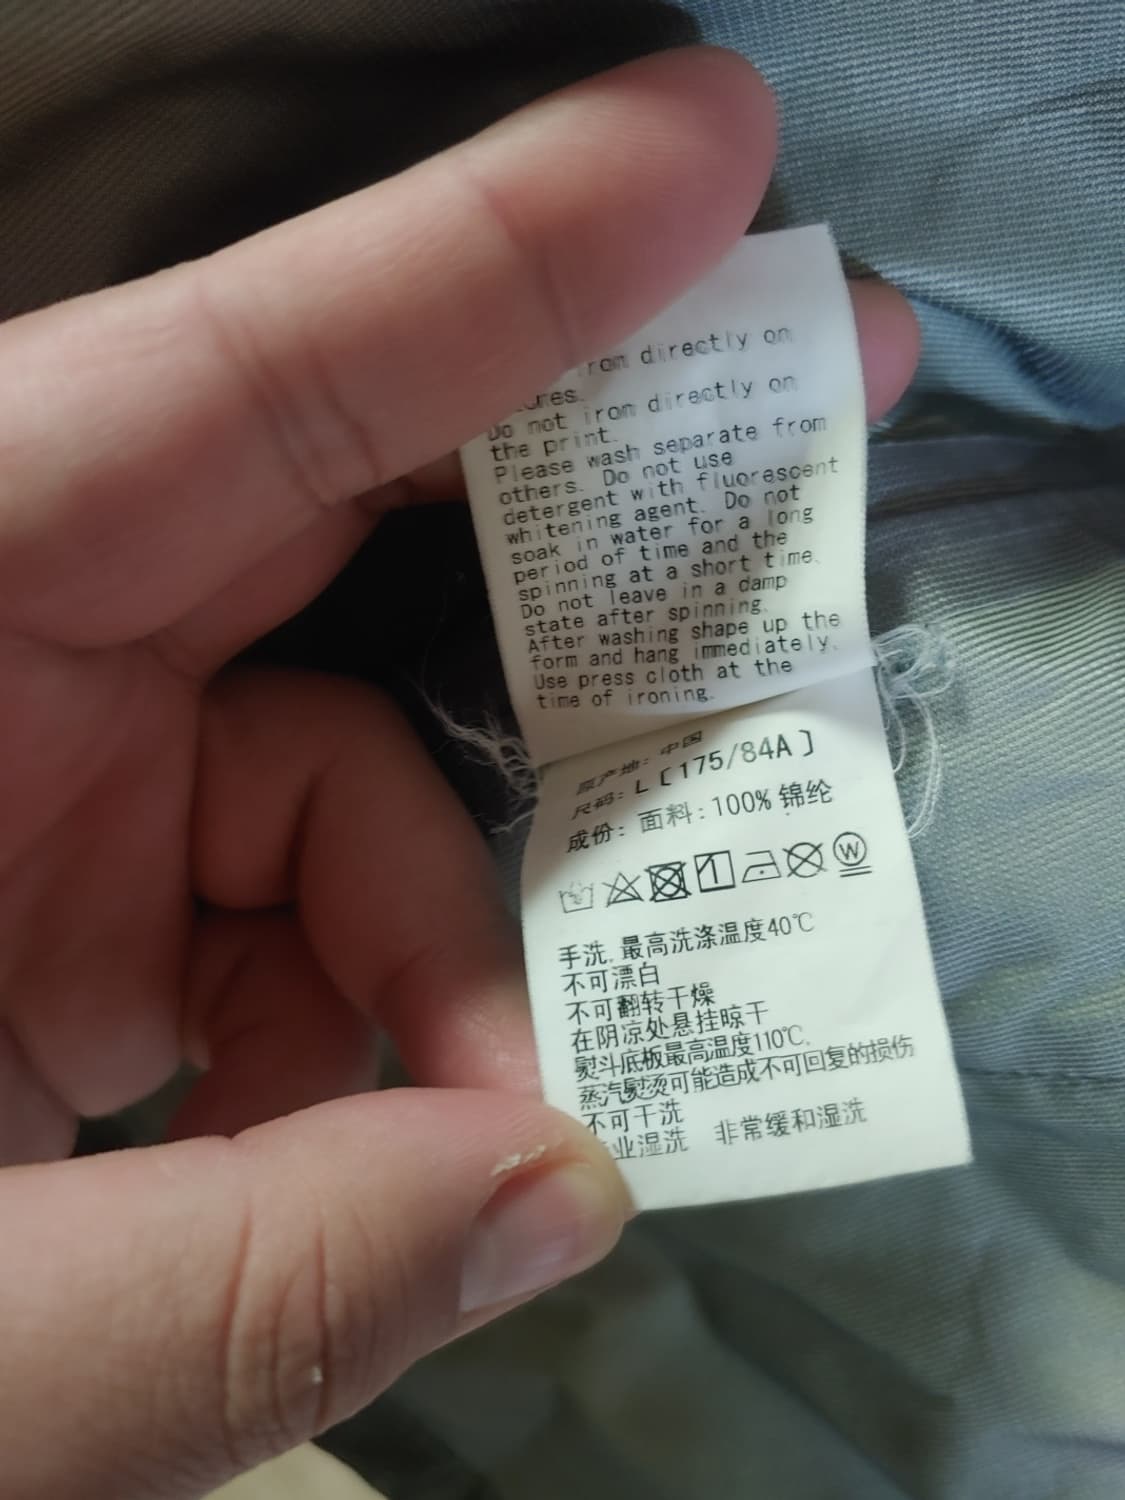 directly on
Do not iron directly on
the print.
Please wash separate from
others. Do not use
detergent with fluorescent
whitening agent. Do not
soak in water for a long
period of time and the
spinning at a short time.
Do not leave in a damp
state after spinning.
After washing shape up the
form and hang immediately.
Use press cloth at the
time of ironing.
原产地: 中国
尺码: L [175/84A]
成份: 面料: 100% 锦纶
W
手洗,最高洗涤温度40℃
不可漂白
不可翻转干燥
在阴凉处悬挂晾干
熨斗底板最高温度110℃,
蒸汽熨烫可能造成不可回复的损伤
不可干洗
业湿洗 非常缓和湿洗